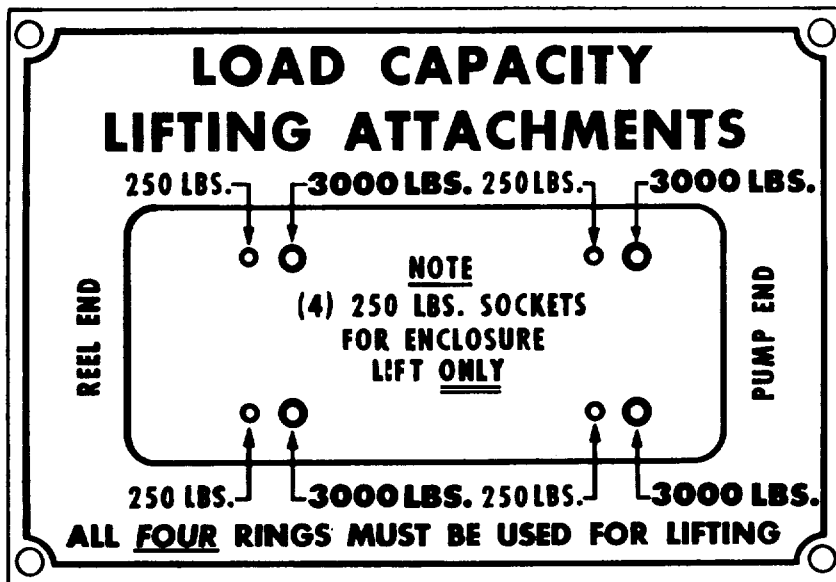 LOAD CAPACITY
LIFTING ATTACHMENTS
250 LBS. 3000 LBS. 250 LBS. 3000 LBS.
REEL END
NOTE
(4) 250 LBS. SOCKETS
FOR ENCLOSURE
LIFT ONLY
PUMP END
250 LBS. 3000 LBS. 250 LBS. 3000 LBS.
ALL FOUR RINGS MUST BE USED FOR LIFTING